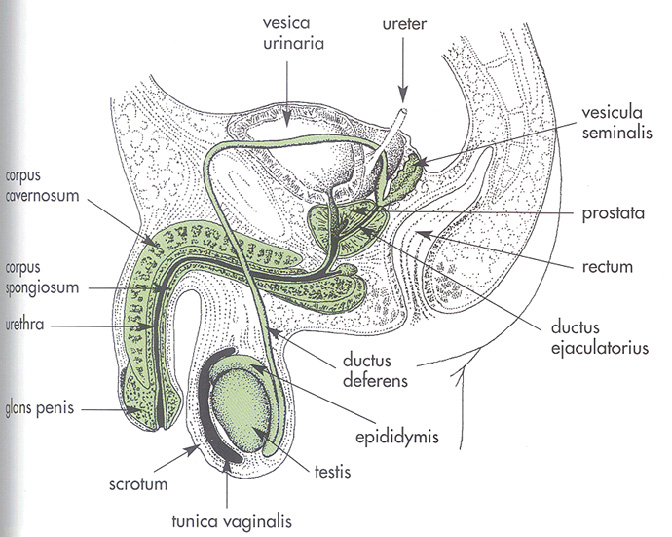 vesica
urinaria
ureter
vesicula
seminalis
corpus
cavernosum
prostata
corpus
spongiosum
rectum
urethra
ductus
ejaculatorius
ductus
deferens
glans penis
epididymis
testis
scrotum
tunica vaginalis